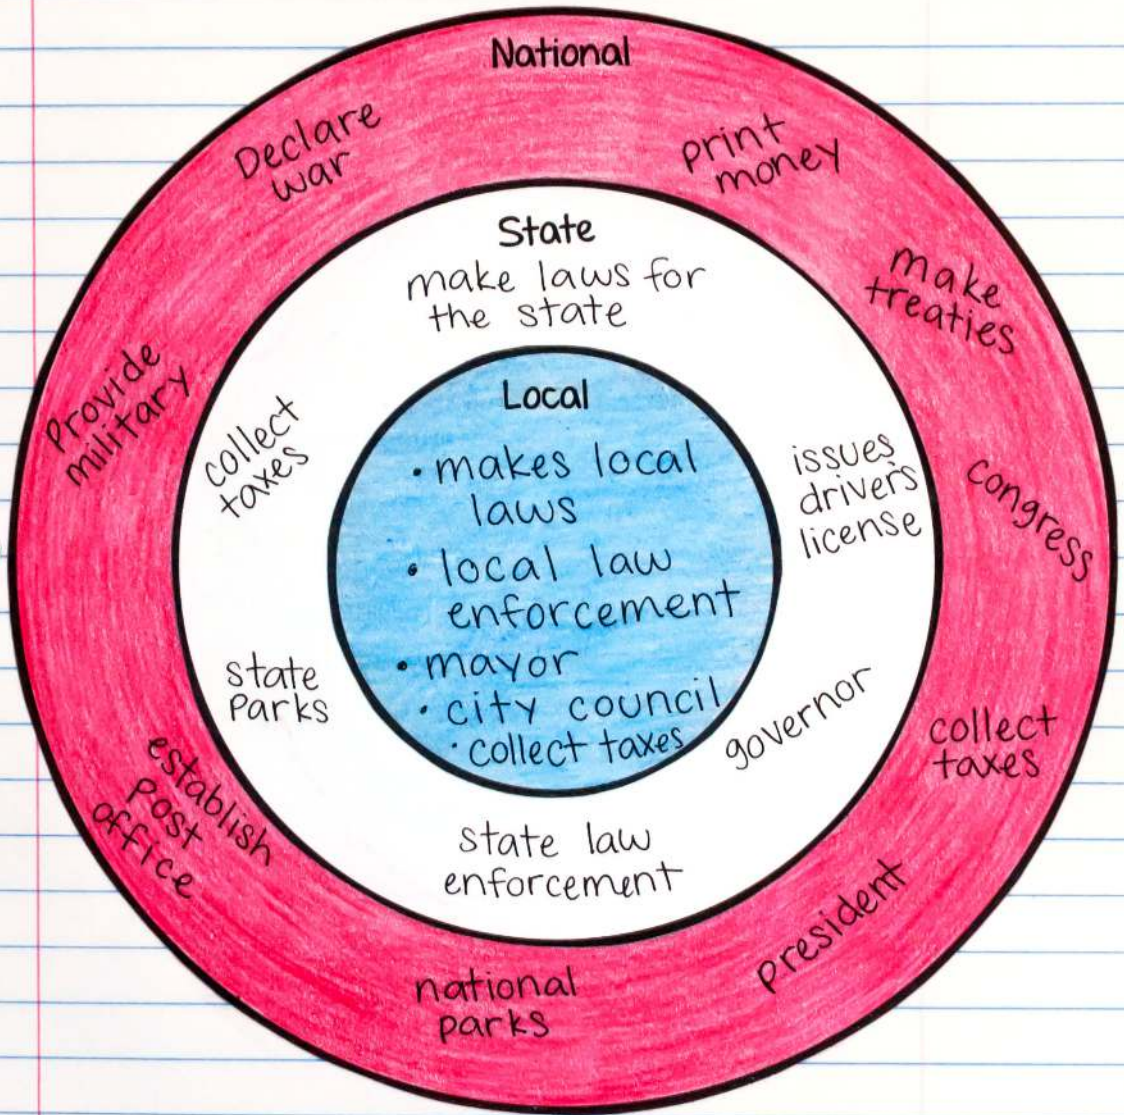 National
Declare
war
print
money
make
treaties
Provide
military
congress
collect
taxes
establish
post
office
president
national
parks
State
make laws for
the state
collect
taxes
issues
driver's
license
state
parks
governor
state law
enforcement
Local
• makes local
laws
• local law
enforcement
• mayor
• city council
• collect taxes